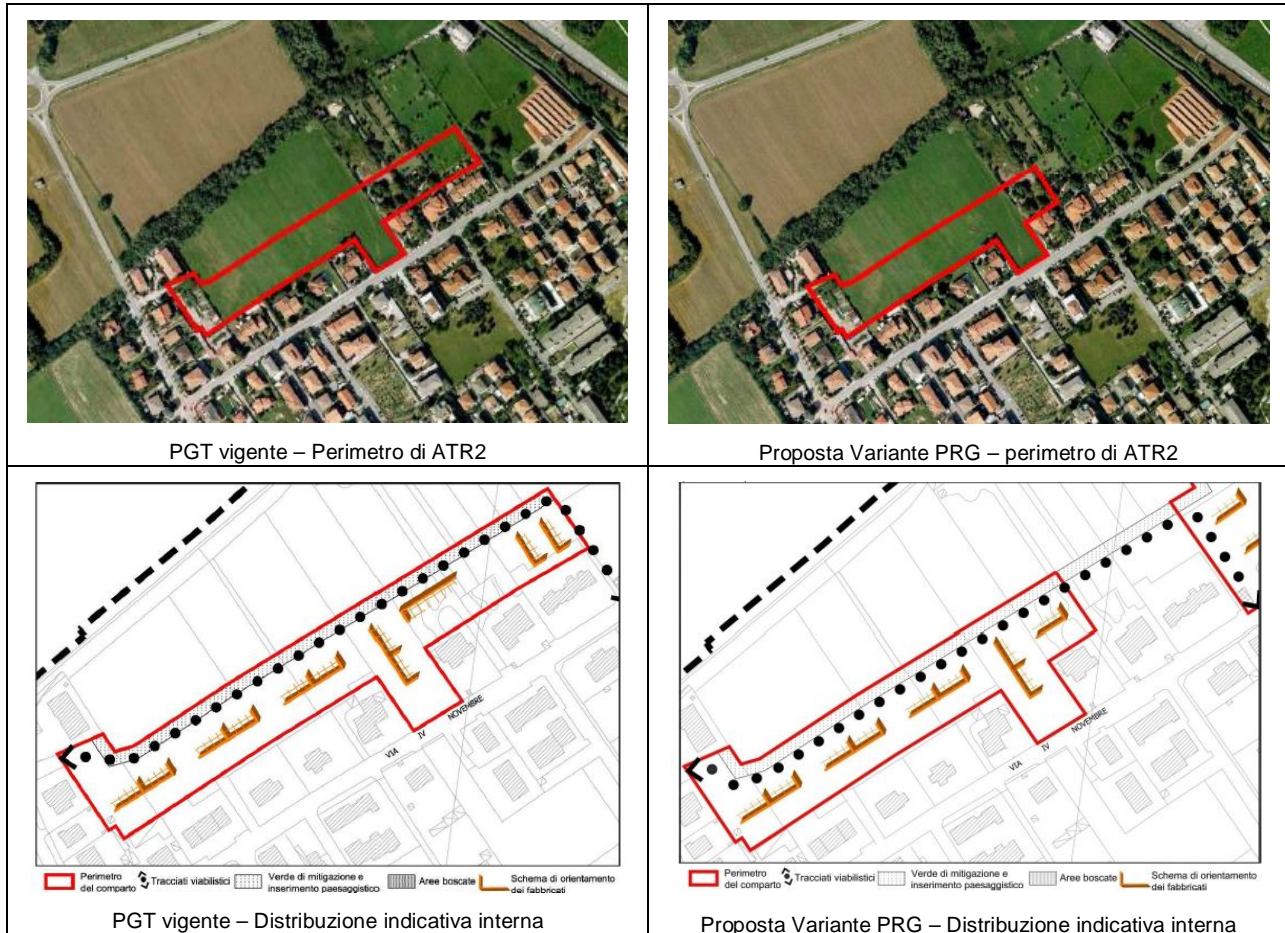 PGT vigente – Perimetro di ATR2
Proposta Variante PRG – perimetro di ATR2
VIA IV NOVEMBRE
Perimetro del comparto
Tracciati viabilistici
Verde di mitigazione e inserimento paesaggistico
Aree boscate
Schema di orientamento dei fabbricati
PGT vigente – Distribuzione indicativa interna
VIA IV NOVEMBRE
Perimetro del comparto
Tracciati viabilistici
Verde di mitigazione e inserimento paesaggistico
Aree boscate
Schema di orientamento dei fabbricati
Proposta Variante PRG – Distribuzione indicativa interna